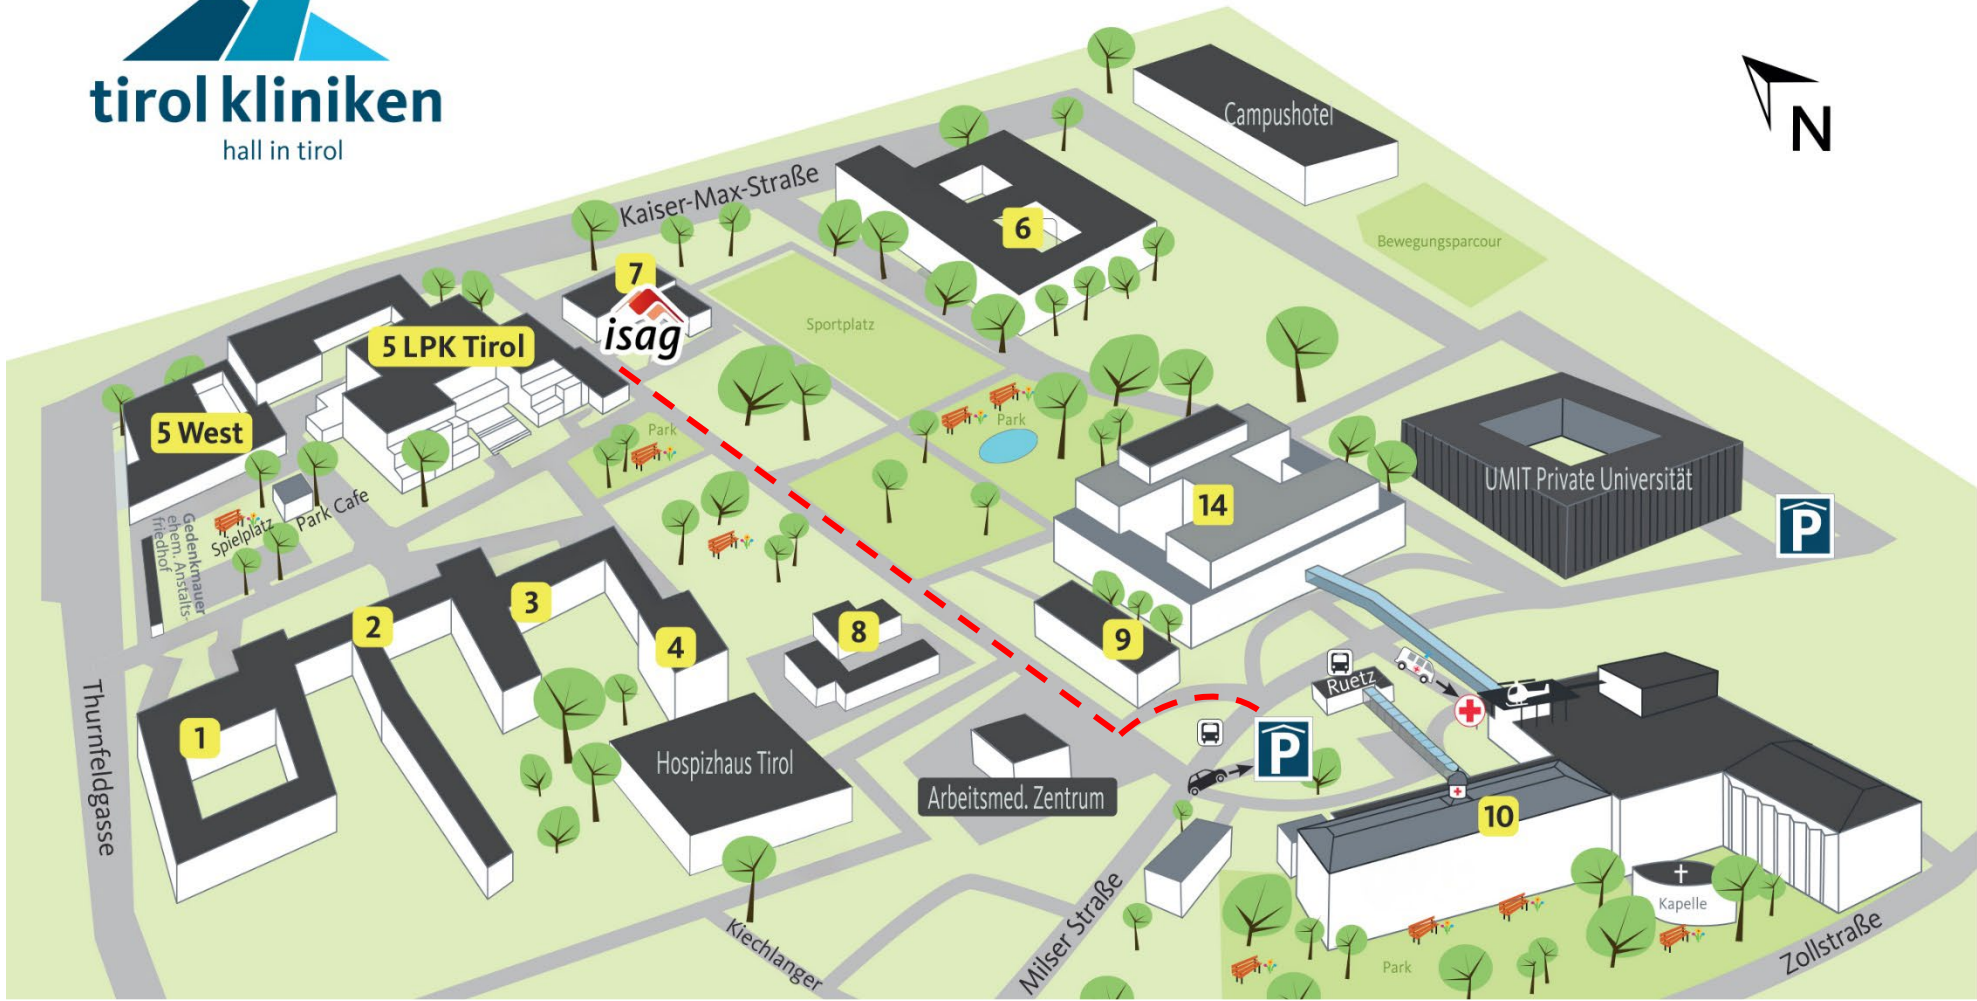 tirol kliniken
hall in tirol
N
Campushotel
Kaiser-Max-Straße
6
Bewegungsparcour
7
isag
Sportplatz
5 LPK Tirol
5 West
Park
Park
UMIT Private Universität
14
P
Park Cafe
Spielplatz
Gedenkmauer
ehem. Anstalts-
friedhof
3
2
4
8
9
1
Thurnfeldgasse
Ruetz
Hospizhaus Tirol
P
Arbeitsmed. Zentrum
10
Kapelle
Milser Straße
Kiechlanger
Park
Zollstraße